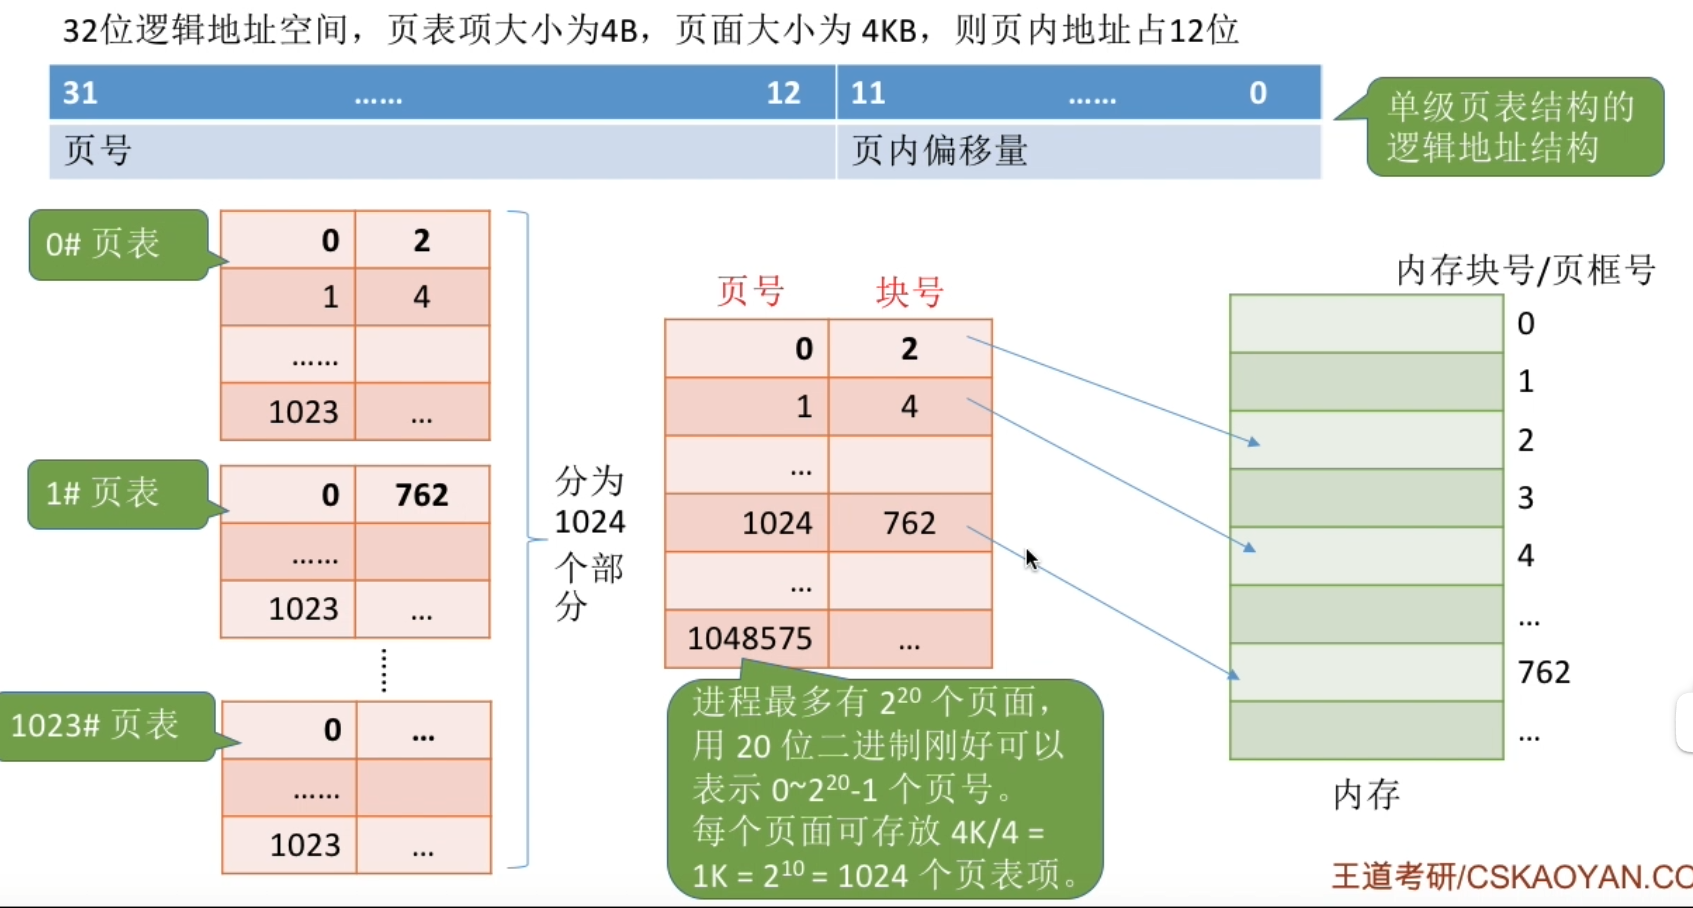 32位逻辑地址空间，页表项大小为4B，页面大小为 4KB，则页内地址占12位
31 …… 12 11 …… 0
页号 页内偏移量
单级页表结构的
逻辑地址结构
0# 页表
0 2
1 4
……
1023 ...
1# 页表
0 762
……
1023 ...
1023# 页表
0 ...
……
1023 ...
分为
1024
个部
分
页号 块号
0 2
1 4
...
1024 762
...
1048575 ...
进程最多有 2²⁰ 个页面，
用 20 位二进制刚好可以
表示 0~2²⁰-1 个页号。
每个页面可存放 4K/4 =
1K = 2¹⁰ = 1024 个页表项。
内存块号/页框号
0
1
2
3
4
...
762
...
内存
王道考研/CSKAOYAN.CO